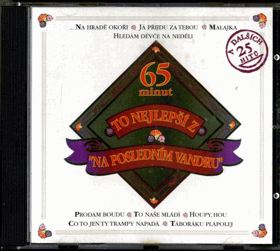 ...NA HRADĚ OKOŘI JÁ PŘIJDU ZA TEBOU MALAJKA
HLEDÁM DĚVČE NA NEDĚLI
A DALŠÍCH
25
HITŮ
65
minut
TO NEJLEPŠÍ Z
"NA POSLEDNÍM VANDRU"
PRODÁM BOUDU TO NAŠE MLÁDÍ HOUPY, HOU
CO TO JEN TY TRAMPY NAPADÁ TÁBORÁKU PLÁPOLEJ